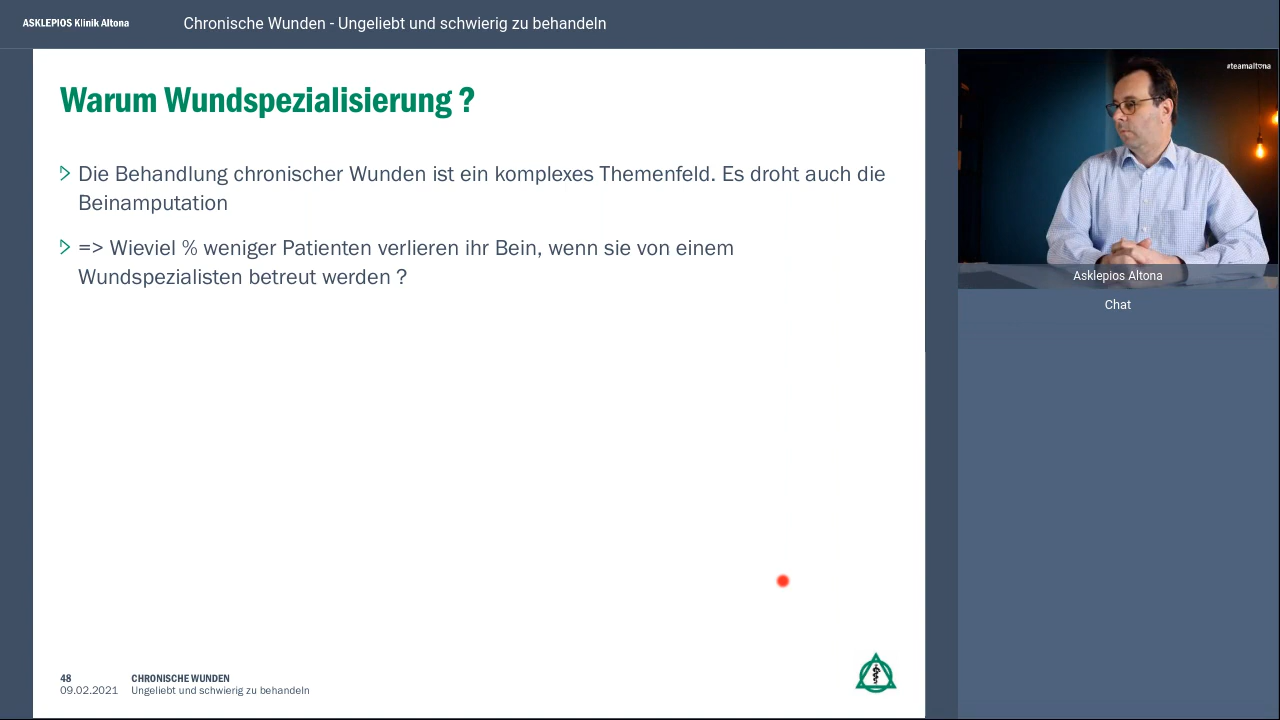 ASKLEPIOS Klinik Altona
Chronische Wunden - Ungeliebt und schwierig zu behandeln
#teamaltona
Warum Wundspezialisierung ?
Die Behandlung chronischer Wunden ist ein komplexes Themenfeld. Es droht auch die
Beinamputation
=> Wieviel % weniger Patienten verlieren ihr Bein, wenn sie von einem
Wundspezialisten betreut werden ?
Asklepios Altona
Chat
48
CHRONISCHE WUNDEN
09.02.2021
Ungeliebt und schwierig zu behandeln